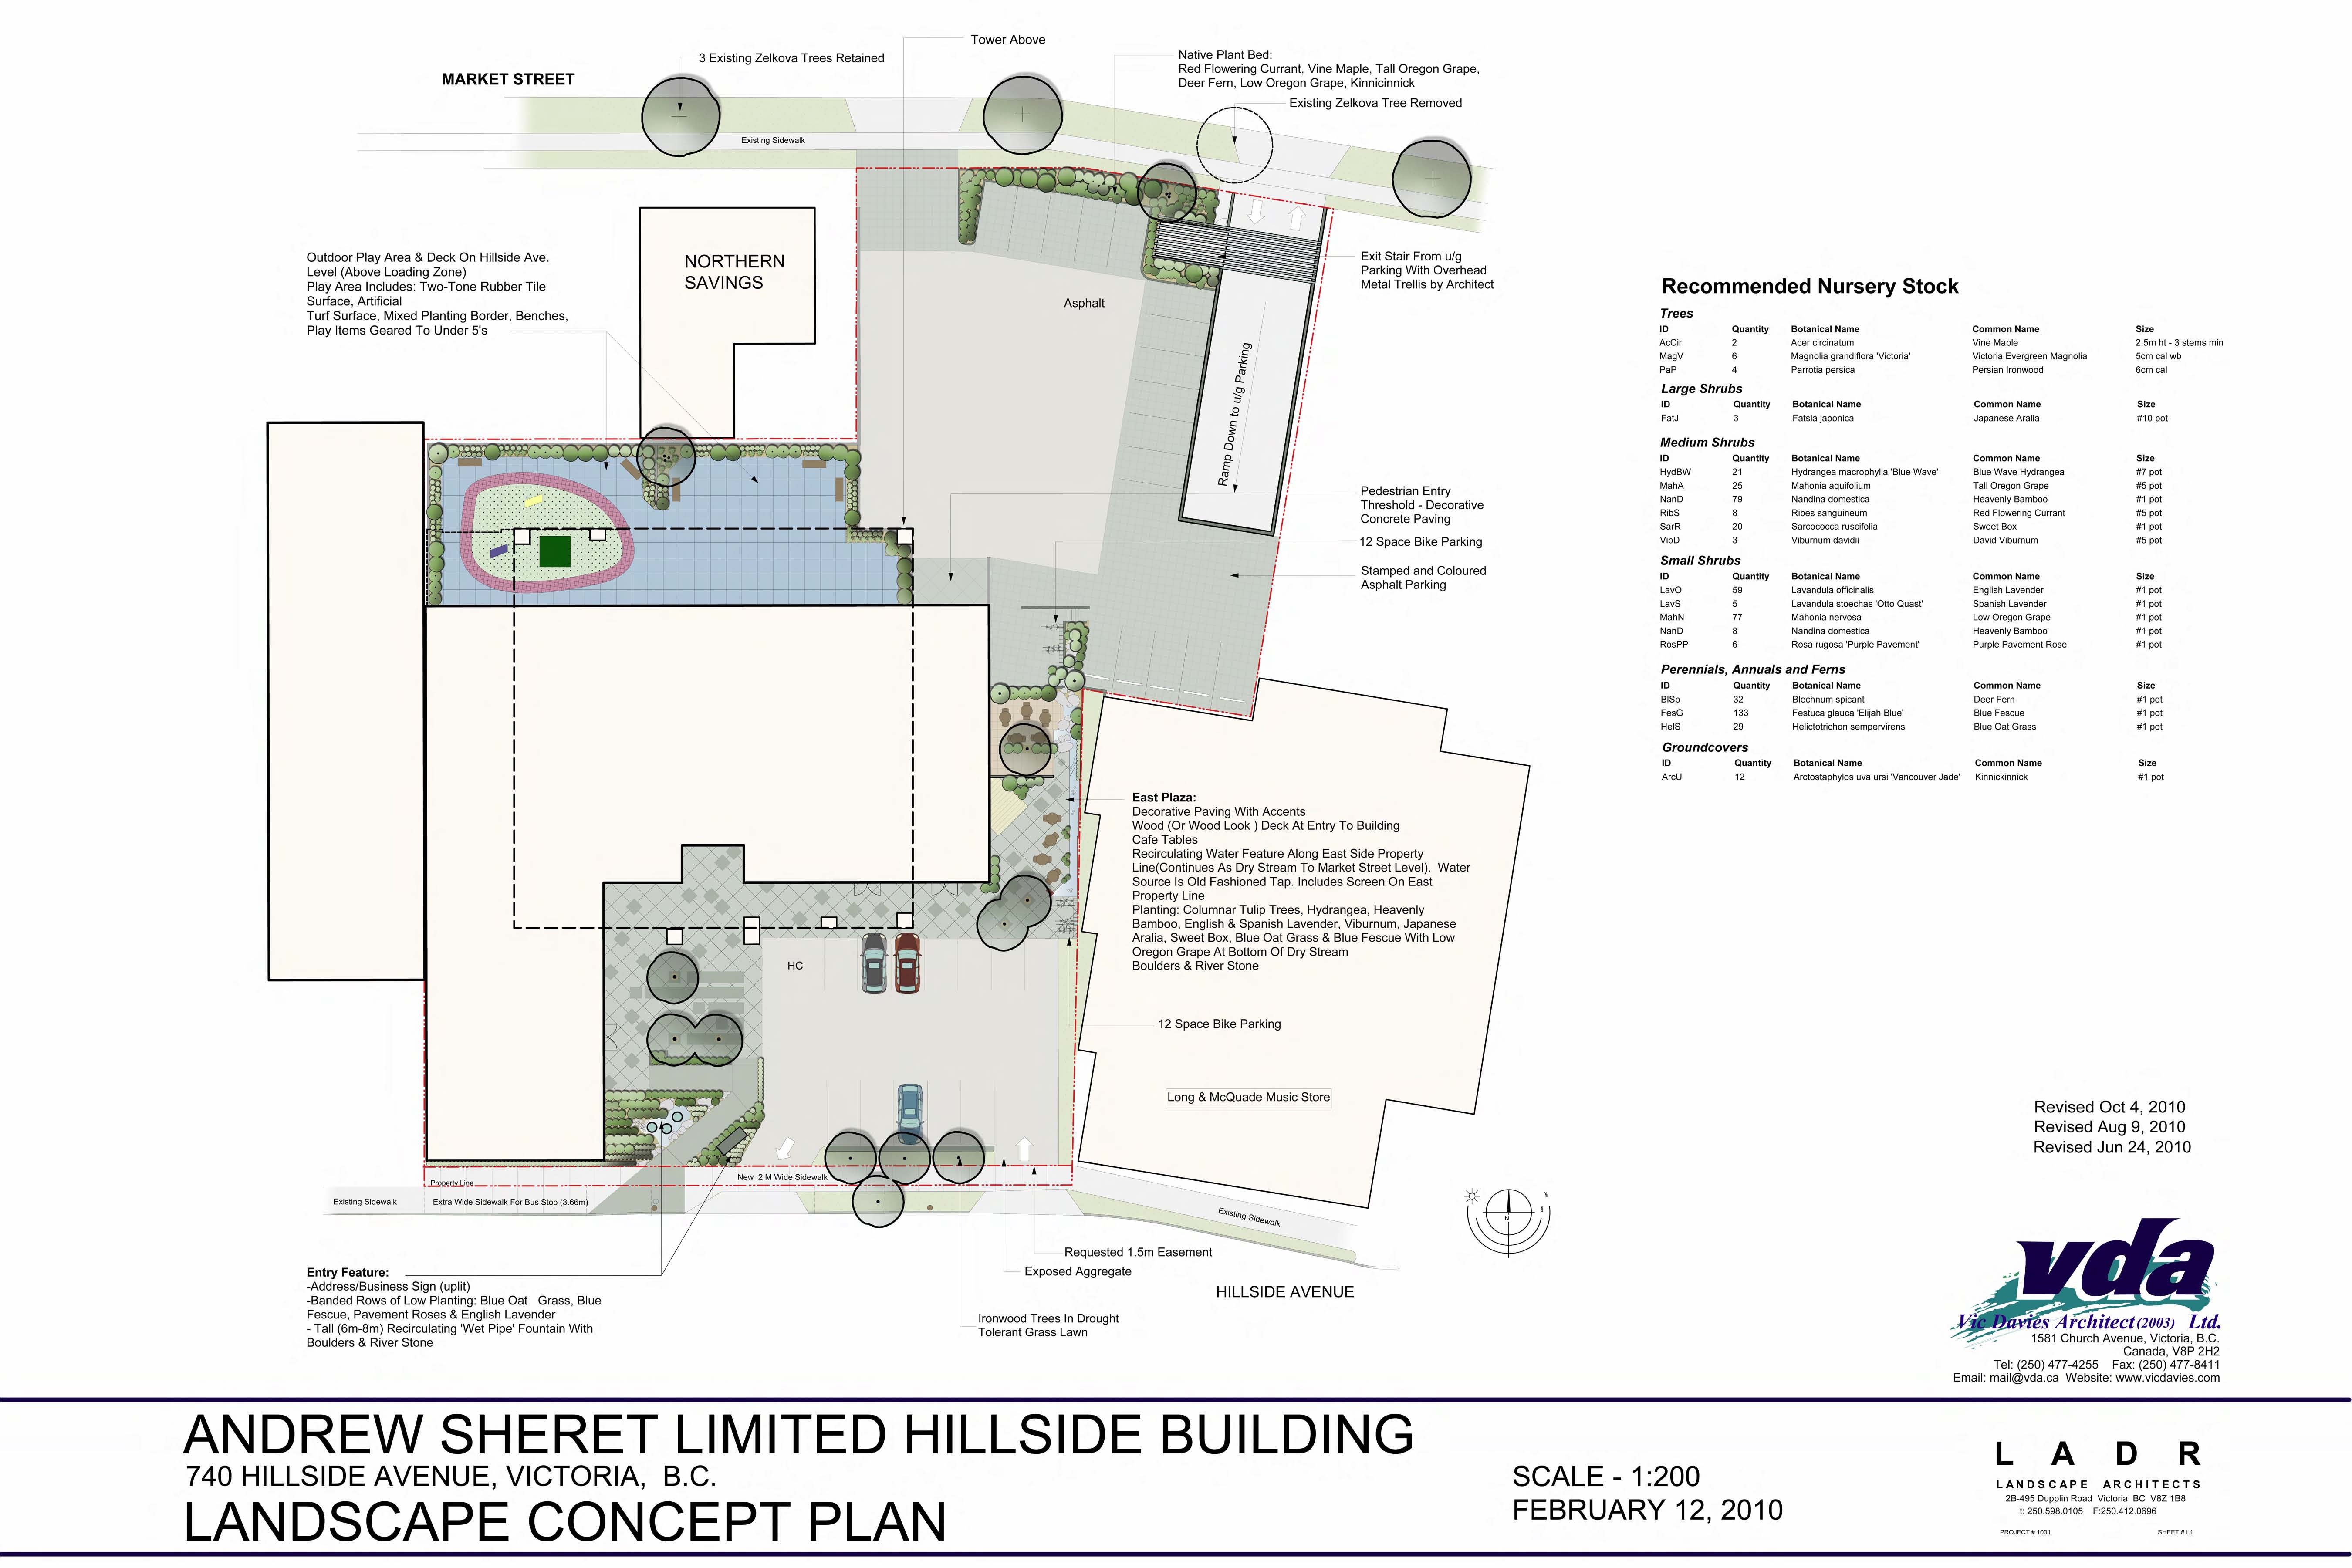 MARKET STREET
3 Existing Zelkova Trees Retained
Tower Above
Native Plant Bed:
Red Flowering Currant, Vine Maple, Tall Oregon Grape,
Deer Fern, Low Oregon Grape, Kinnicinnick
Existing Zelkova Tree Removed
Existing Sidewalk
Outdoor Play Area & Deck On Hillside Ave.
Level (Above Loading Zone)
Play Area Includes: Two-Tone Rubber Tile
Surface, Artificial
Turf Surface, Mixed Planting Border, Benches,
Play Items Geared To Under 5's
NORTHERN
SAVINGS
Asphalt
Exit Stair From u/g
Parking With Overhead
Metal Trellis by Architect
Ramp Down to u/g Parking
Pedestrian Entry
Threshold - Decorative
Concrete Paving
12 Space Bike Parking
Stamped and Coloured
Asphalt Parking
East Plaza:
Decorative Paving With Accents
Wood (Or Wood Look ) Deck At Entry To Building
Cafe Tables
Recirculating Water Feature Along East Side Property
Line(Continues As Dry Stream To Market Street Level). Water
Source Is Old Fashioned Tap. Includes Screen On East
Property Line
Planting: Columnar Tulip Trees, Hydrangea, Heavenly
Bamboo, English & Spanish Lavender, Viburnum, Japanese
Aralia, Sweet Box, Blue Oat Grass & Blue Fescue With Low
Oregon Grape At Bottom Of Dry Stream
Boulders & River Stone
HC
12 Space Bike Parking
Long & McQuade Music Store
Property Line
New 2 M Wide Sidewalk
Existing Sidewalk
Extra Wide Sidewalk For Bus Stop (3.66m)
Existing Sidewalk
N
Requested 1.5m Easement
Exposed Aggregate
HILLSIDE AVENUE
Ironwood Trees In Drought
Tolerant Grass Lawn
Entry Feature:
-Address/Business Sign (uplit)
-Banded Rows of Low Planting: Blue Oat Grass, Blue
Fescue, Pavement Roses & English Lavender
- Tall (6m-8m) Recirculating 'Wet Pipe' Fountain With
Boulders & River Stone
Recommended Nursery Stock
Trees
ID Quantity Botanical Name Common Name Size
AcCir 2 Acer circinatum Vine Maple 2.5m ht - 3 stems min
MagV 6 Magnolia grandiflora 'Victoria' Victoria Evergreen Magnolia 5cm cal wb
PaP 4 Parrotia persica Persian Ironwood 6cm cal
Large Shrubs
ID Quantity Botanical Name Common Name Size
FatJ 3 Fatsia japonica Japanese Aralia #10 pot
Medium Shrubs
ID Quantity Botanical Name Common Name Size
HydBW 21 Hydrangea macrophylla 'Blue Wave' Blue Wave Hydrangea #7 pot
MahA 25 Mahonia aquifolium Tall Oregon Grape #5 pot
NanD 79 Nandina domestica Heavenly Bamboo #1 pot
RibS 8 Ribes sanguineum Red Flowering Currant #5 pot
SarR 20 Sarcococca ruscifolia Sweet Box #1 pot
VibD 3 Viburnum davidii David Viburnum #5 pot
Small Shrubs
ID Quantity Botanical Name Common Name Size
LavO 59 Lavandula officinalis English Lavender #1 pot
LavS 5 Lavandula stoechas 'Otto Quast' Spanish Lavender #1 pot
MahN 77 Mahonia nervosa Low Oregon Grape #1 pot
NanD 8 Nandina domestica Heavenly Bamboo #1 pot
RosPP 6 Rosa rugosa 'Purple Pavement' Purple Pavement Rose #1 pot
Perennials, Annuals and Ferns
ID Quantity Botanical Name Common Name Size
BlSp 32 Blechnum spicant Deer Fern #1 pot
FesG 133 Festuca glauca 'Elijah Blue' Blue Fescue #1 pot
HelS 29 Helictotrichon sempervirens Blue Oat Grass #1 pot
Groundcovers
ID Quantity Botanical Name Common Name Size
ArcU 12 Arctostaphylos uva ursi 'Vancouver Jade' Kinnickinnick #1 pot
Revised Oct 4, 2010
Revised Aug 9, 2010
Revised Jun 24, 2010
vda
Vic Davies Architect (2003) Ltd.
1581 Church Avenue, Victoria, B.C.
Canada, V8P 2H2
Tel: (250) 477-4255 Fax: (250) 477-8411
Email: mail@vda.ca Website: www.vicdavies.com
ANDREW SHERET LIMITED HILLSIDE BUILDING
740 HILLSIDE AVENUE, VICTORIA, B.C.
LANDSCAPE CONCEPT PLAN
SCALE - 1:200
FEBRUARY 12, 2010
L A D R
LANDSCAPE ARCHITECTS
2B-495 Dupplin Road Victoria BC V8Z 1B8
t: 250.598.0105 F:250.412.0696
PROJECT # 1001 SHEET # L1